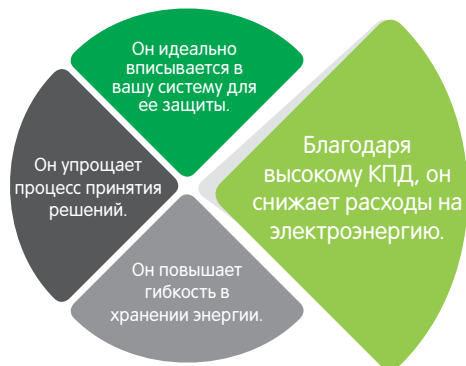 Он идеально
вписывается в
вашу систему для
ее защиты.
Благодаря
высокому КПД, он
снижает расходы на
электроэнергию.
Он упрощает
процесс принятия
решений.
Он повышает
гибкость в
хранении энергии.